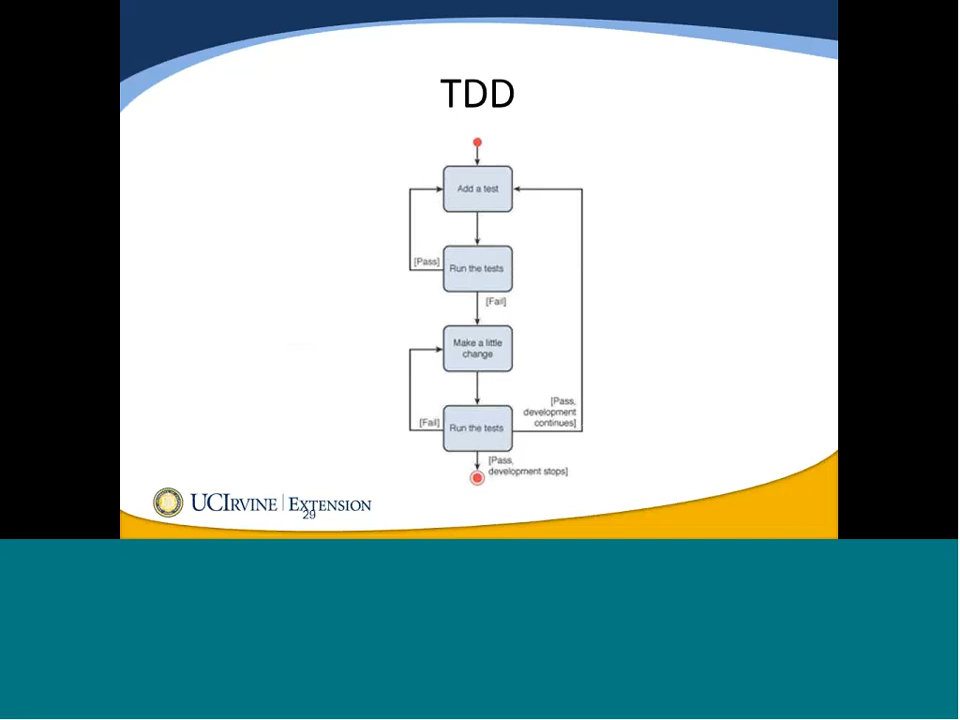 TDD
Add a test
[Pass]
Run the tests
[Fail]
Make a little
change
[Pass,
development
continues]
[Fail]
Run the tests
[Pass,
development stops]
UCIRVINE | EXTENSION
29